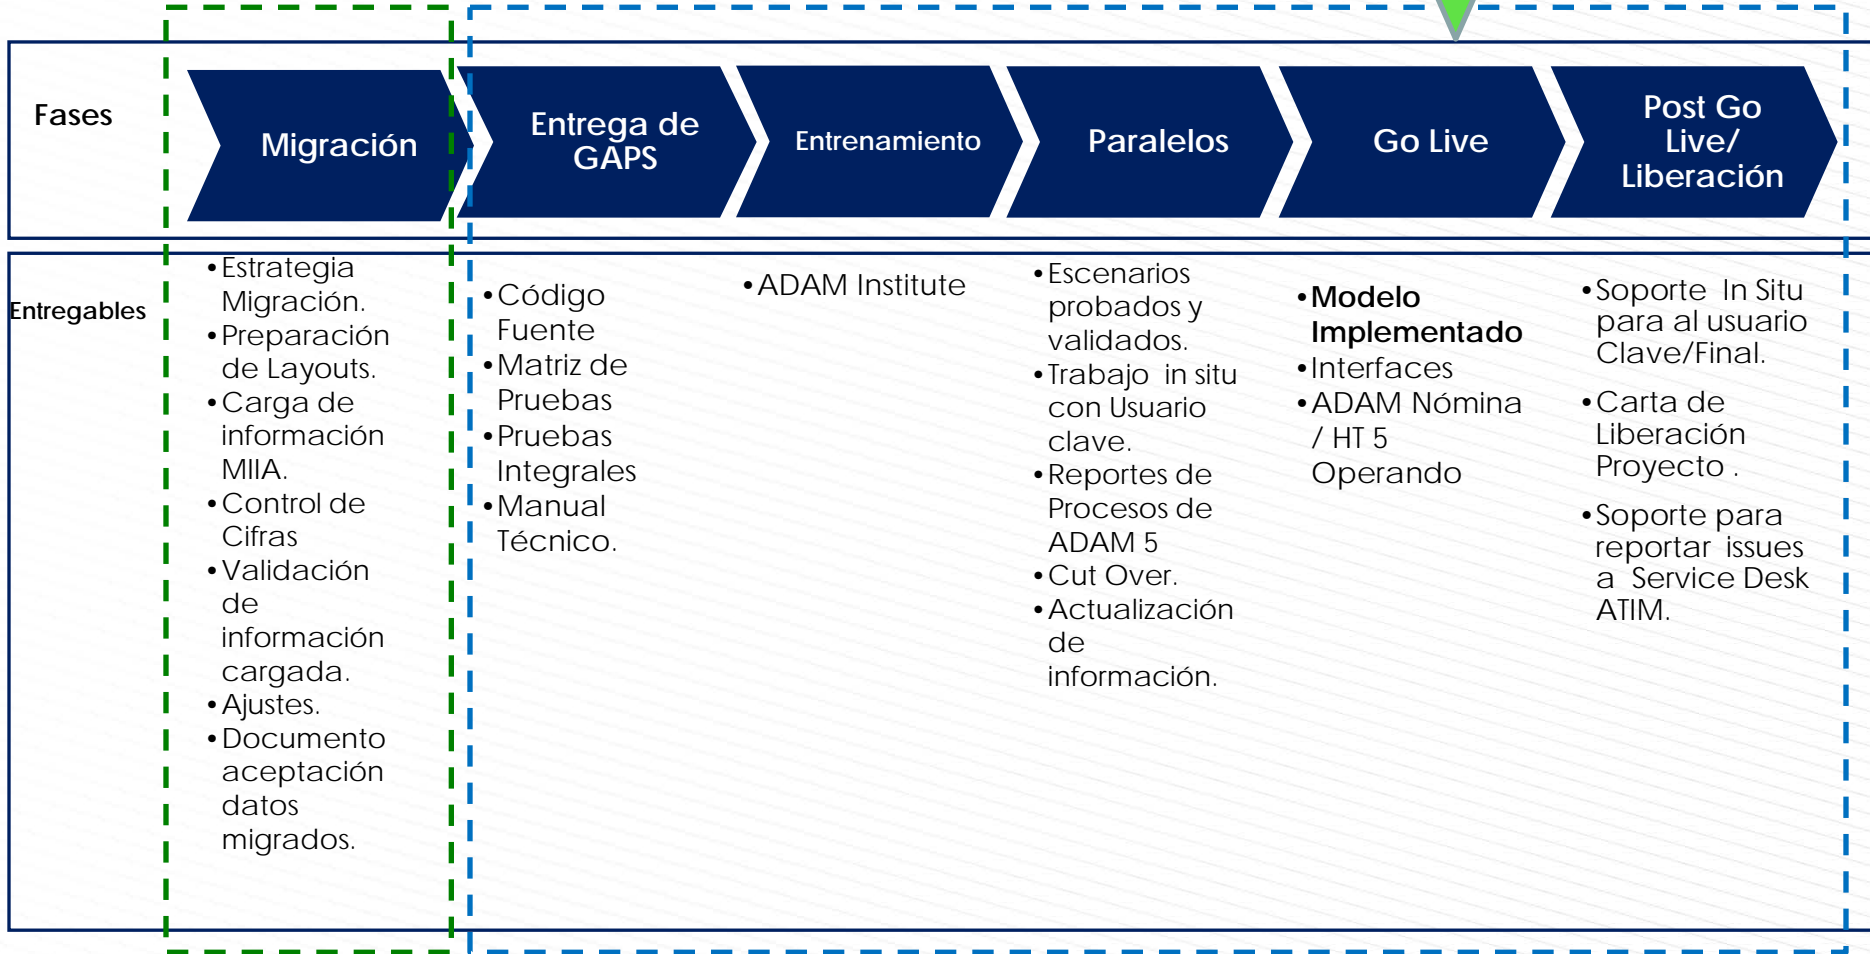 Fases
Migración
Entrega de
GAPS
Entrenamiento
Paralelos
Go Live
Post Go
Live/
Liberación
Entregables
•Estrategia
Migración.
•Preparación
de Layouts.
•Carga de
información
MIIA.
•Control de
Cifras
•Validación
de
información
cargada.
•Ajustes.
•Documento
aceptación
datos
migrados.
•Código
Fuente
•Matriz de
Pruebas
•Pruebas
Integrales
•Manual
Técnico.
•ADAM Institute
•Escenarios
probados y
validados.
•Trabajo in situ
con Usuario
clave.
•Reportes de
Procesos de
ADAM 5
•Cut Over.
•Actualización
de
información.
•Modelo
Implementado
•Interfaces
•ADAM Nómina
/ HT 5
Operando
•Soporte In Situ
para al usuario
Clave/Final.
•Carta de
Liberación
Proyecto .
•Soporte para
reportar issues
a Service Desk
ATIM.